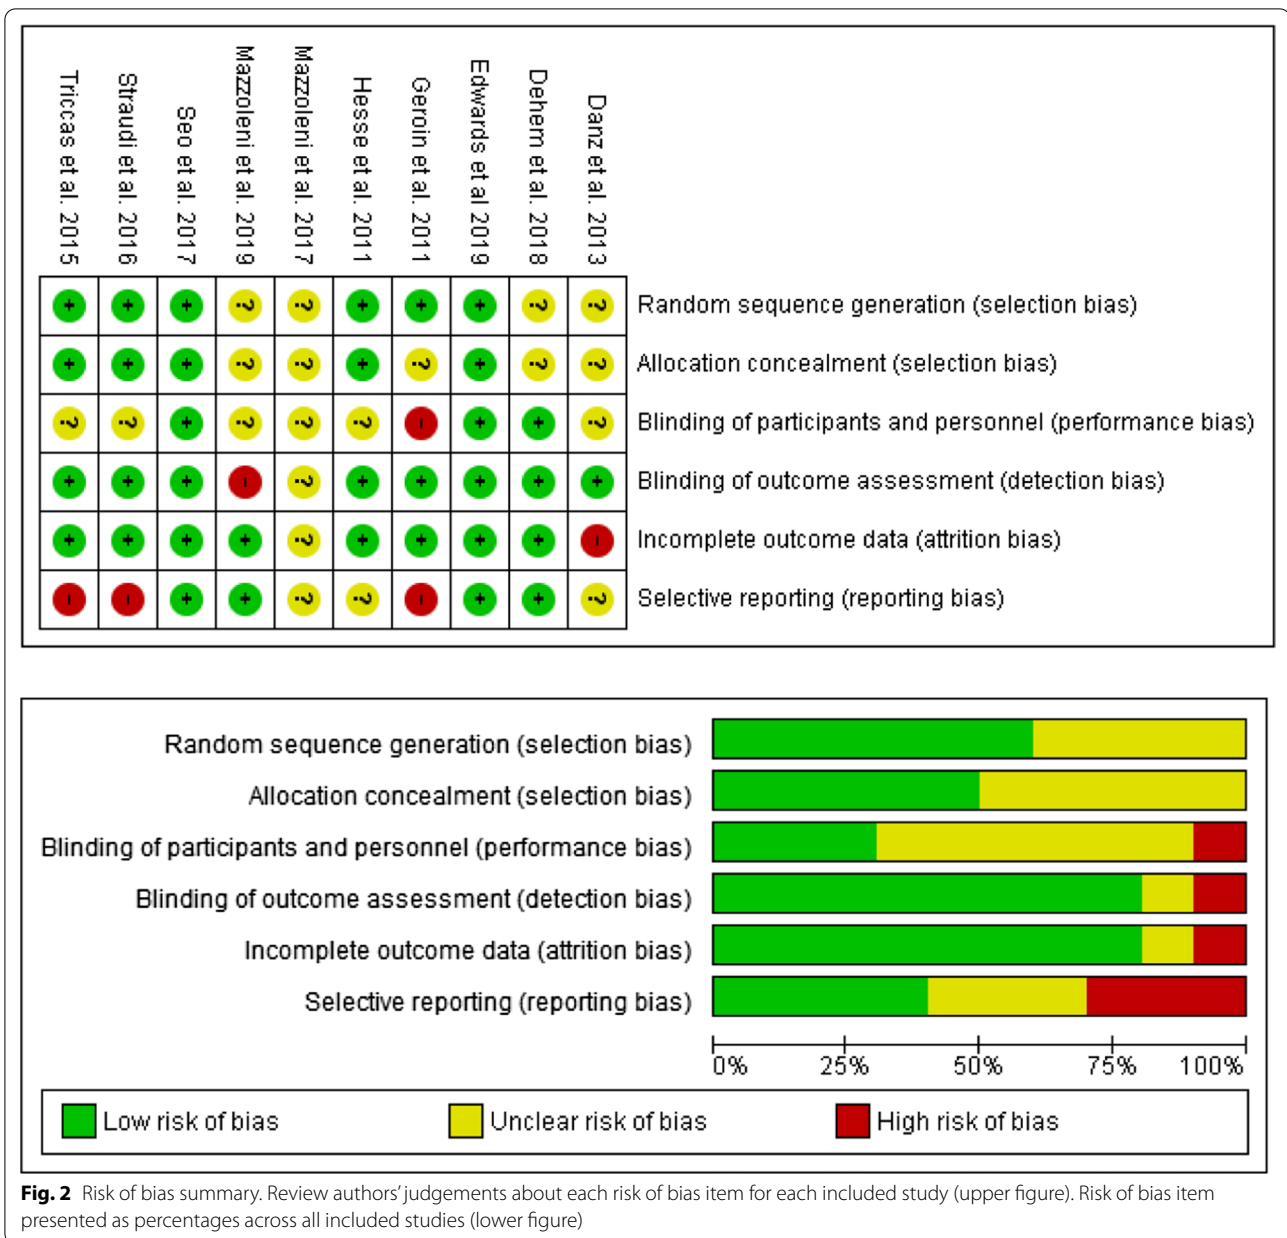 Triccas et al. 2015
Straudi et al. 2016
Seo et al. 2017
Mazzoleni et al. 2019
Mazzoleni et al. 2017
Hesse et al. 2011
Geroin et al. 2011
Edwards et al 2019
Dehem et al. 2018
Danz et al. 2013
+ + + ? ? + + + ? ? Random sequence generation (selection bias)
+ + + ? ? + ? + ? ? Allocation concealment (selection bias)
? ? + ? ? ? – + + ? Blinding of participants and personnel (performance bias)
+ + + – ? + + + + + Blinding of outcome assessment (detection bias)
+ + + + ? + + + + – Incomplete outcome data (attrition bias)
– – + + ? ? – + + ? Selective reporting (reporting bias)
Random sequence generation (selection bias)
Allocation concealment (selection bias)
Blinding of participants and personnel (performance bias)
Blinding of outcome assessment (detection bias)
Incomplete outcome data (attrition bias)
Selective reporting (reporting bias)
0% 25% 50% 75% 100%
Low risk of bias Unclear risk of bias High risk of bias
Fig. 2 Risk of bias summary. Review authors' judgements about each risk of bias item for each included study (upper figure). Risk of bias item
presented as percentages across all included studies (lower figure)